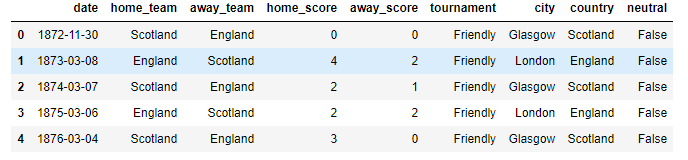 date home_team away_team home_score away_score tournament city country neutral
0 1872-11-30 Scotland England 0 0 Friendly Glasgow Scotland False
1 1873-03-08 England Scotland 4 2 Friendly London England False
2 1874-03-07 Scotland England 2 1 Friendly Glasgow Scotland False
3 1875-03-06 England Scotland 2 2 Friendly London England False
4 1876-03-04 Scotland England 3 0 Friendly Glasgow Scotland False